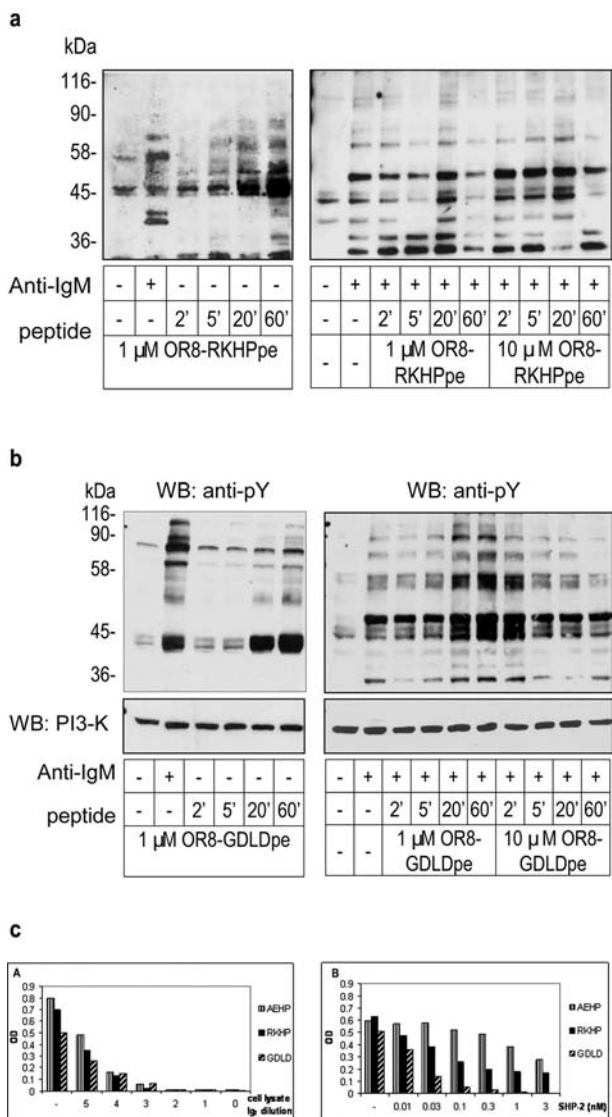 a
kDa
116-
90-
58-
45-
36-
Anti-IgM - + - - - - - + + + + + + + + +
peptide - - 2' 5' 20' 60' - - 2' 5' 20' 60' 2' 5' 20' 60'
1 µM OR8-RKHPpe
1 µM OR8-RKHPpe
10 µM OR8-RKHPpe
b
kDa WB: anti-pY WB: anti-pY
116-
90-
58-
45-
36-
WB: PI3-K
Anti-IgM - + - - - - - + + + + + + + + +
peptide - - 2' 5' 20' 60' - - 2' 5' 20' 60' 2' 5' 20' 60'
1 µM OR8-GDLDpe
1 µM OR8-GDLDpe
10 µM OR8-GDLDpe
c
A
OD
0.9
0.8
0.7
0.6
0.5
0.4
0.3
0.2
0.1
0
AEHP
RKHP
GDLD
- 5 4 3 2 1 0
cell lysate
lg, dilution
B
OD
0.9
0.8
0.7
0.6
0.5
0.4
0.3
0.2
0.1
0
AEHP
RKHP
GDLD
- 0.01 0.03 0.1 0.3 1 3
SHP-2 (nM)